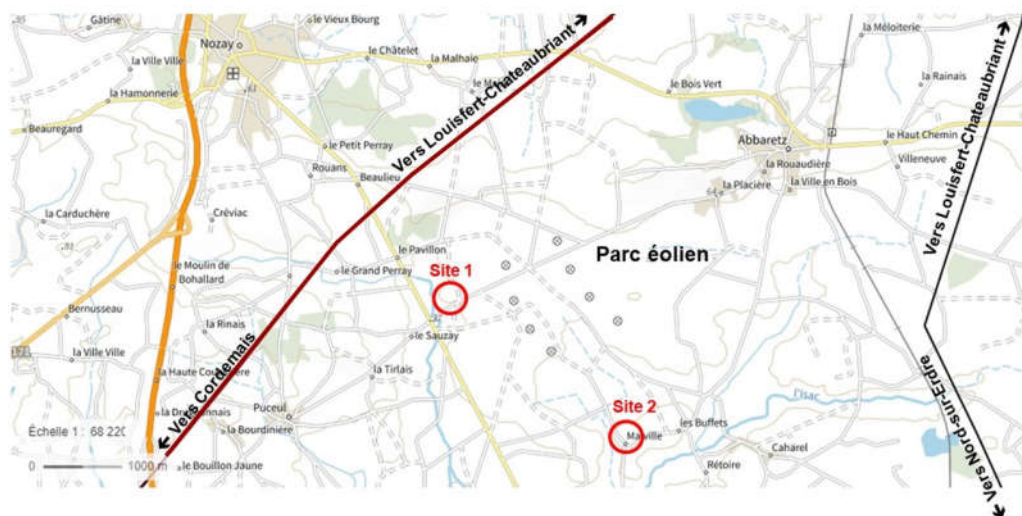 Gâtine
le Vieux Bourg
Nozay
la Méloiterie
la Ville Ville
le Châtelet
la Malhaie
la Hamonnerie
le Bois Vert
la Rainais
Beauregard
le Petit Perray
Abbaretz
le Haut Chemin
Rouans
Beaulieu
la Rouaudière
Villeneuve
la Placière
la Ville en Bois
64
la Carduchère
Créviac
Vers Louisfert-Chateaubriant
Vers Louisfert-Chateaubriant
le Pavillon
Parc éolien
le Moulin de
Bohallard
le Grand Perray
Site 1
Bernusseau
la Rinais
le Sauzay
la Ville Ville
171
la Tirlais
Vers Cordemais
Vers Nord-sur-Erdre
l'Isac
Puceul
Échelle 1 : 68 220
la Bourdinière
Site 2
les Buffets
Caharel
0
1000 m
le Bouillon Jaune
Rétoire